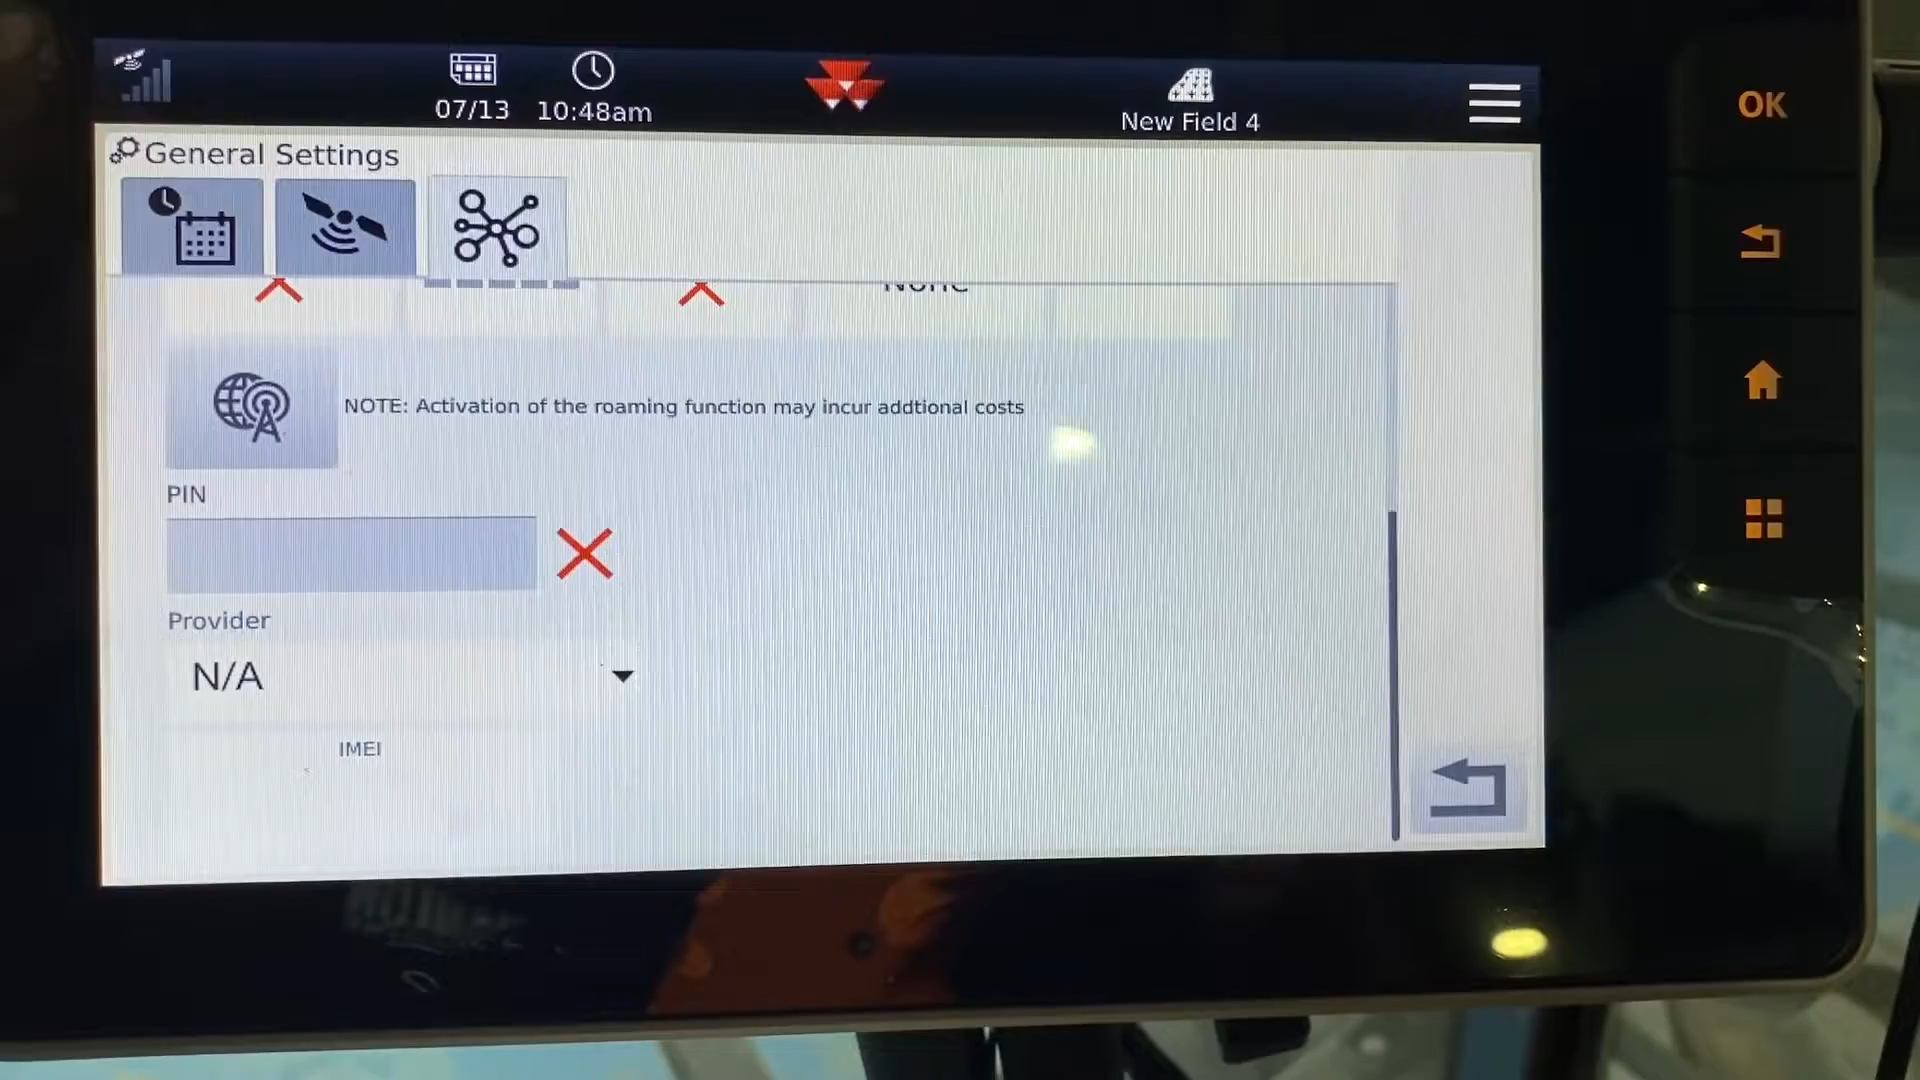 07/13 10:48am
New Field 4
OK
General Settings
None
NOTE: Activation of the roaming function may incur addtional costs
PIN
Provider
N/A
IMEI